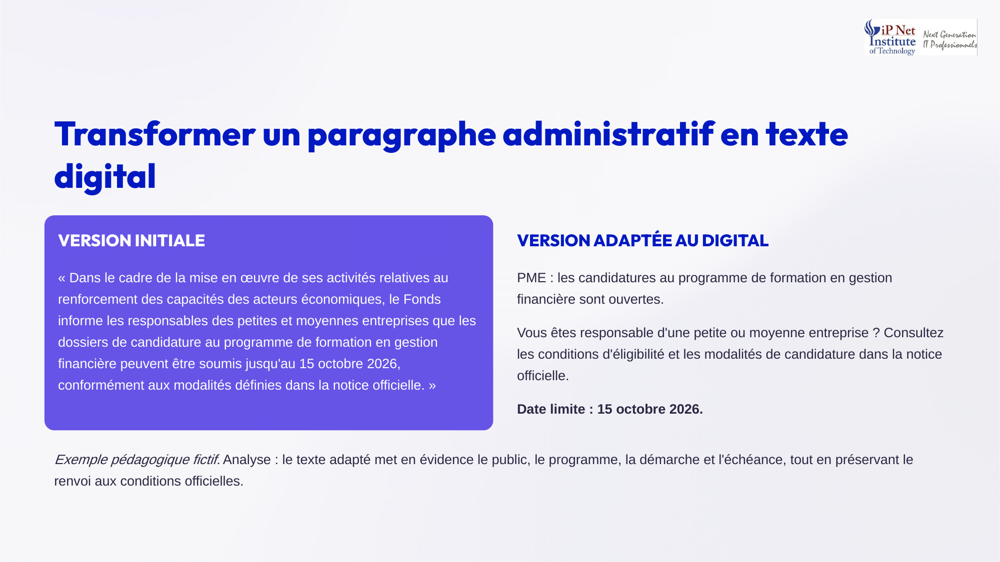 iP Net
Institute
of Technology
Next Generation
IT Professionnels
Transformer un paragraphe administratif en texte
digital
VERSION INITIALE
« Dans le cadre de la mise en œuvre de ses activités relatives au
renforcement des capacités des acteurs économiques, le Fonds
informe les responsables des petites et moyennes entreprises que les
dossiers de candidature au programme de formation en gestion
financière peuvent être soumis jusqu'au 15 octobre 2026,
conformément aux modalités définies dans la notice officielle. »
VERSION ADAPTÉE AU DIGITAL
PME : les candidatures au programme de formation en gestion
financière sont ouvertes.
Vous êtes responsable d'une petite ou moyenne entreprise ? Consultez
les conditions d'éligibilité et les modalités de candidature dans la notice
officielle.
Date limite : 15 octobre 2026.
Exemple pédagogique fictif. Analyse : le texte adapté met en évidence le public, le programme, la démarche et l'échéance, tout en préservant le
renvoi aux conditions officielles.